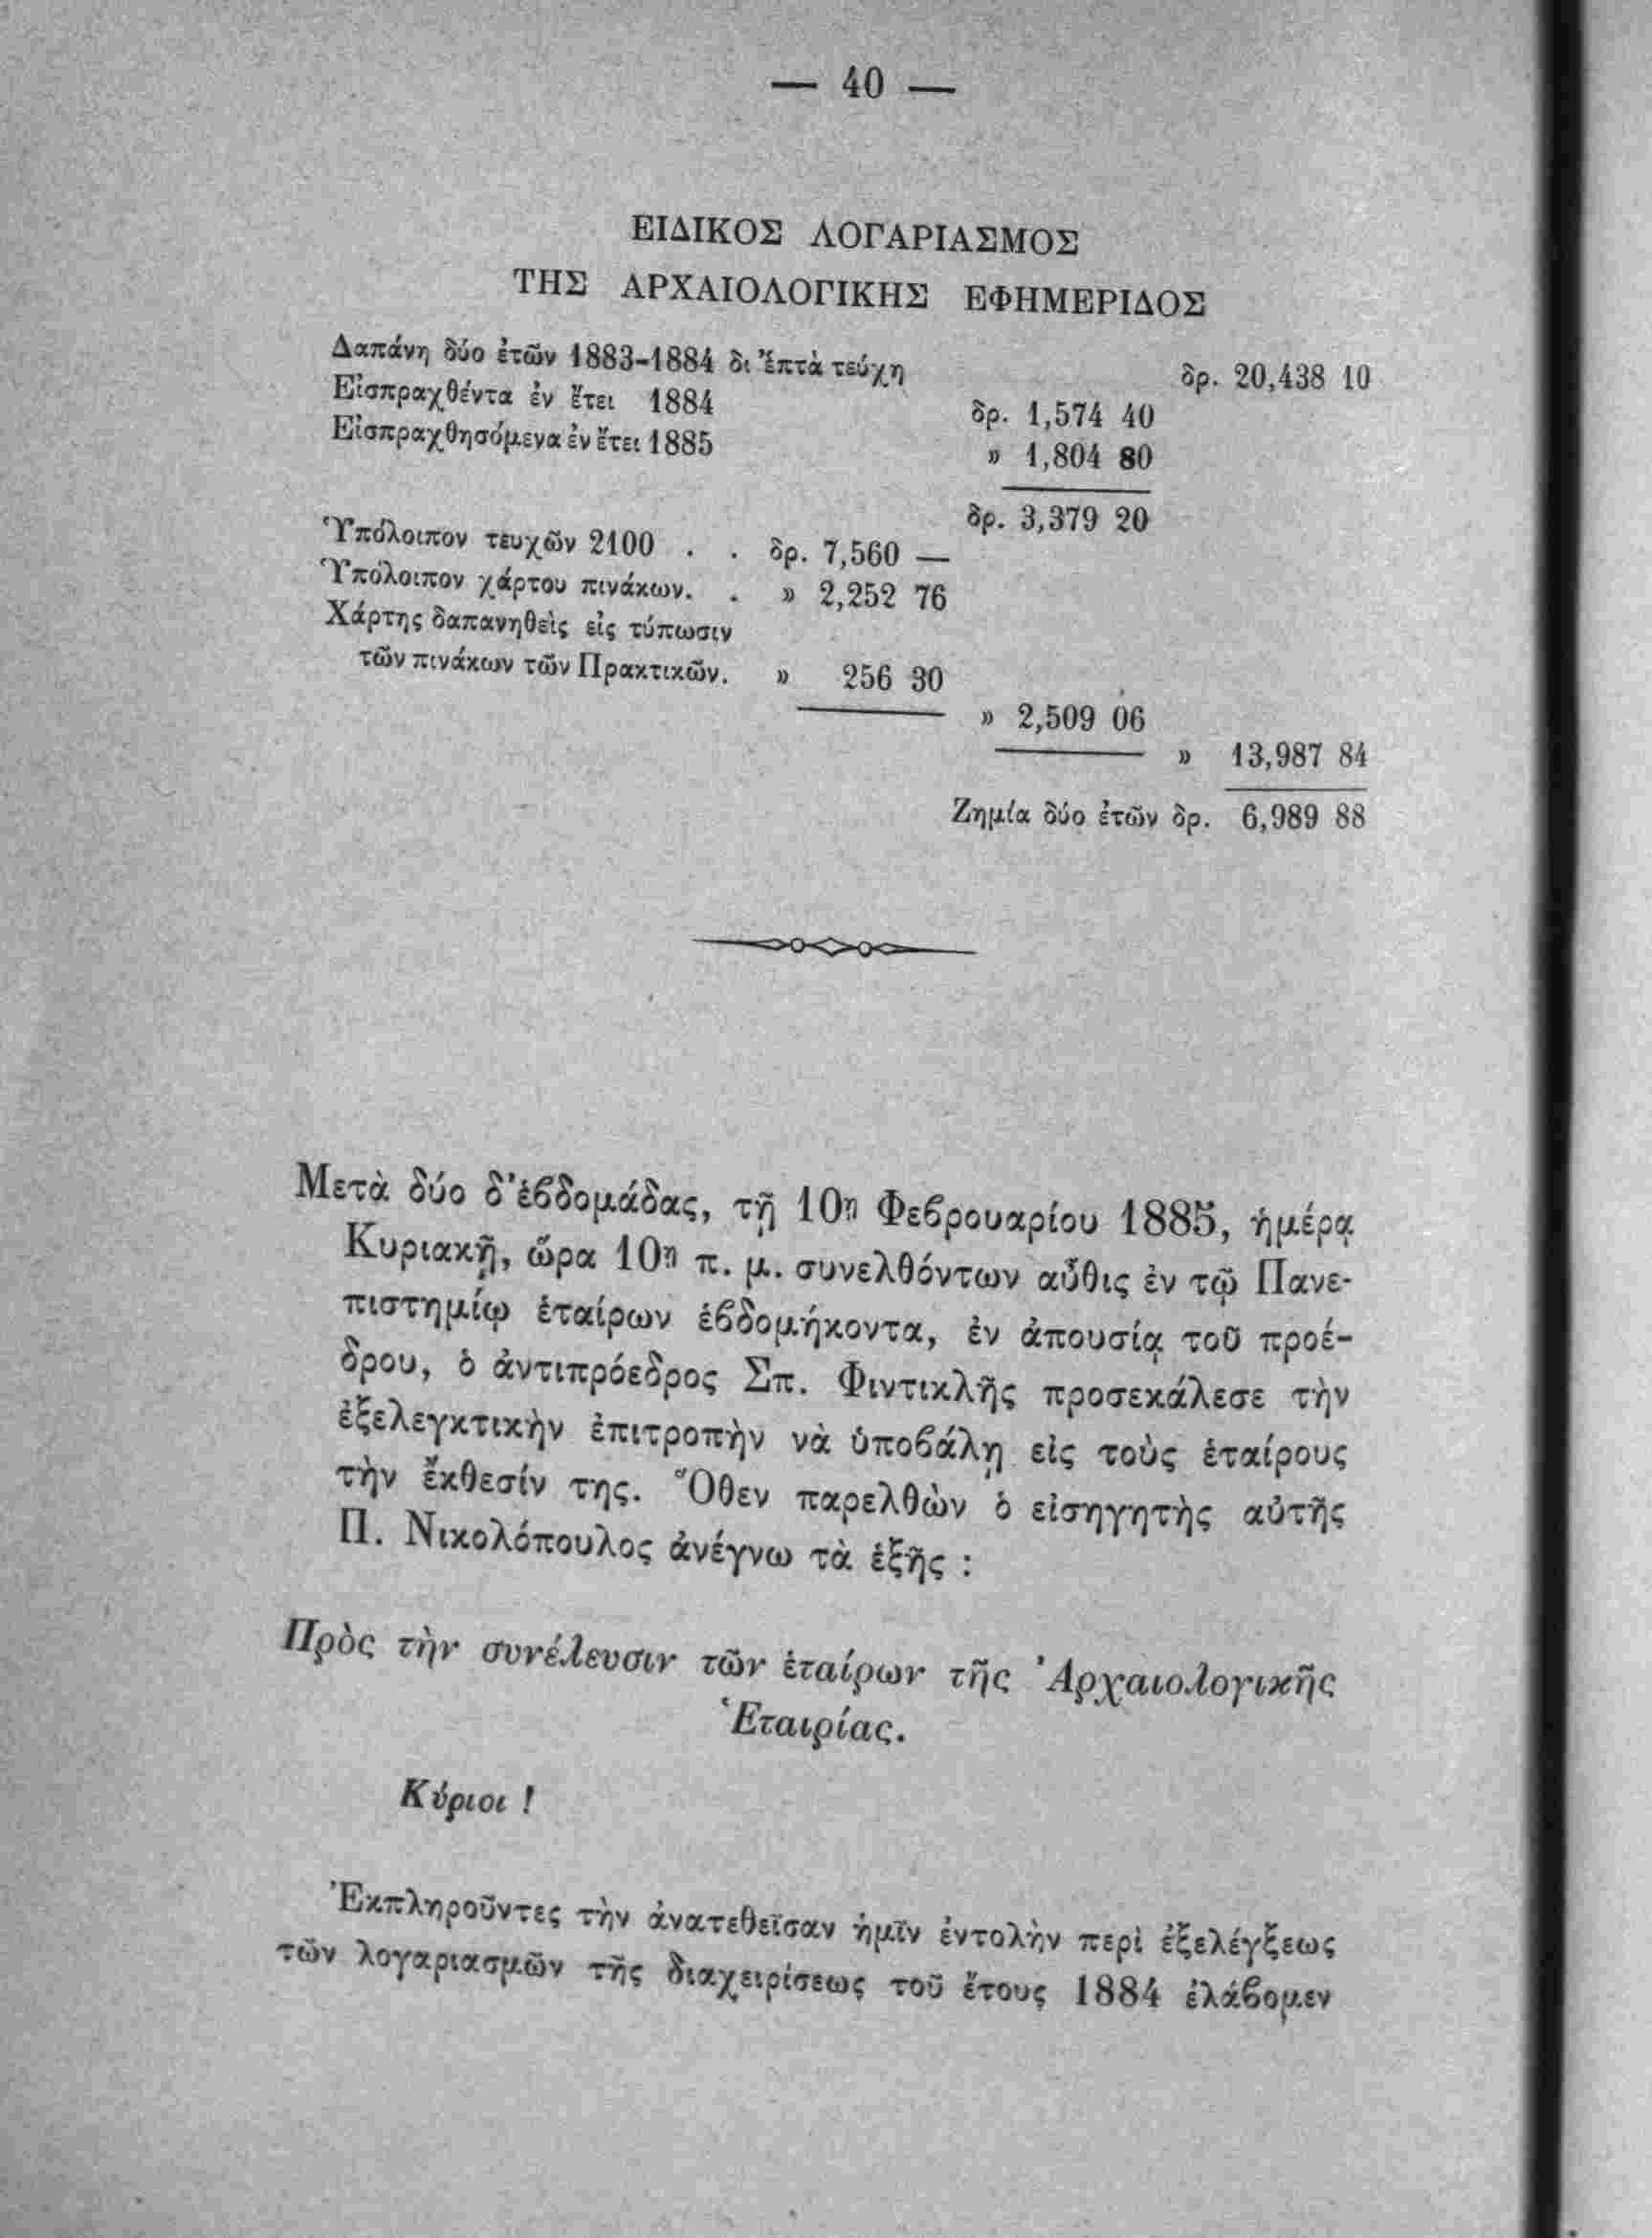 — 40 —
ΕΙΔΙΚΟΣ ΛΟΓΑΡΙΑΣΜΟΣ
ΤΗΣ ΑΡΧΑΙΟΛΟΓΙΚΗΣ ΕΦΗΜΕΡΙΔΟΣ
Δαπάνη δύο ἐτῶν 1883-1884 δι ̓ ἑπτὰ τεύχη δρ. 20,438 10
Εἰσπραχθέντα ἐν ἔτει 1884 δρ. 1,574 40
Εἰσπραχθησόμενα ἐν ἔτει 1885 » 1,804 80
δρ. 3,379 20
Ὑπόλοιπον τευχῶν 2100 . . δρ. 7,560 —
Ὑπόλοιπον χάρτου πινάκων. . » 2,252 76
Χάρτης δαπανηθεὶς εἰς τύπωσιν
τῶν πινάκων τῶν Πρακτικῶν. » 256 30
» 2,509 06
» 13,987 84
Ζημία δύο ἐτῶν δρ. 6,989 88
Μετὰ δύο δ'ἑβδομάδας, τῇ 10ῃ Φεβρουαρίου 1885, ἡμέρᾳ
Κυριακῇ, ὥρα 10ῃ π. μ. συνελθόντων αὖθις ἐν τῷ Πανε-
πιστημίῳ ἑταίρων ἑβδομήκοντα, ἐν ἀπουσίᾳ τοῦ προέ-
δρου, ὁ ἀντιπρόεδρος Σπ. Φιντικλῆς προσεκάλεσε τὴν
ἐξελεγκτικὴν ἐπιτροπὴν νὰ ὑποβάλῃ εἰς τοὺς ἑταίρους
τὴν ἔκθεσίν της. Ὅθεν παρελθὼν ὁ εἰσηγητὴς αὐτῆς
Π. Νικολόπουλος ἀνέγνω τὰ ἑξῆς :
Πρὸς τὴν συνέλευσιν τῶν ἑταίρων τῆς Ἀρχαιολογικῆς
Ἑταιρίας.
Κύριοι !
Ἐκπληροῦντες τὴν ἀνατεθεῖσαν ἡμῖν ἐντολὴν περὶ ἐξελέγξεως
τῶν λογαριασμῶν τῆς διαχειρίσεως τοῦ ἔτους 1884 ἐλάβομεν